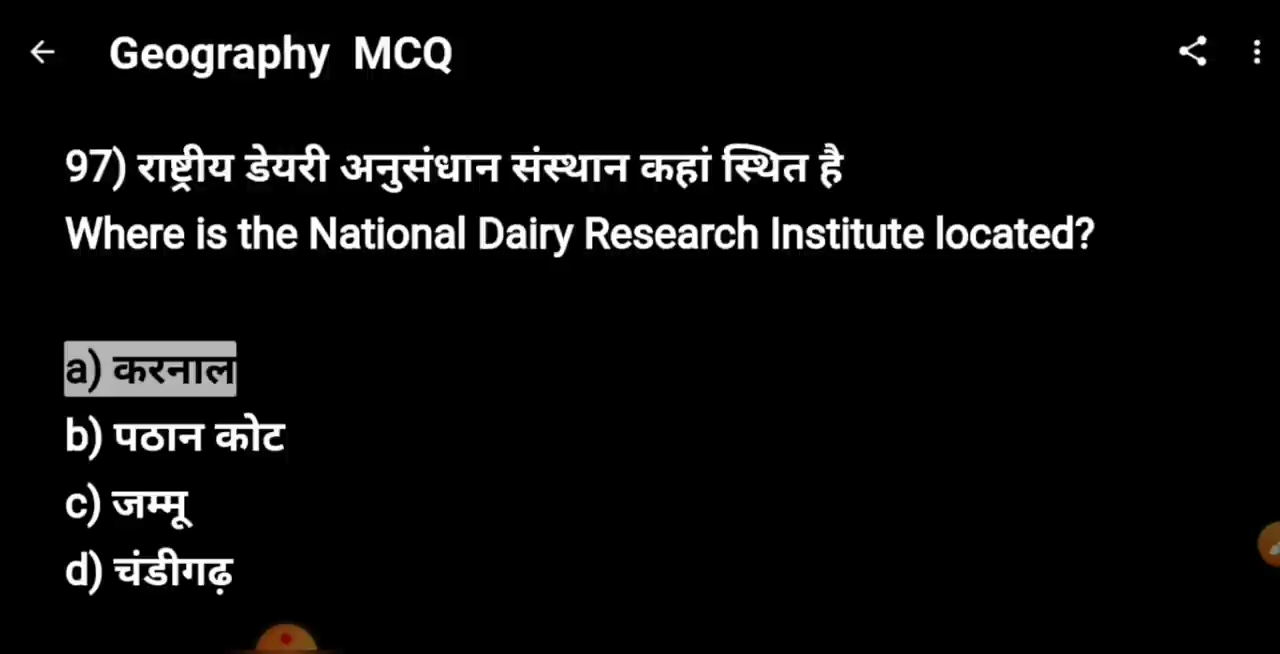 Geography MCQ
97) राष्ट्रीय डेयरी अनुसंधान संस्थान कहां स्थित है
Where is the National Dairy Research Institute located?
a) करनाल
b) पठान कोट
c) जम्मू
d) चंडीगढ़